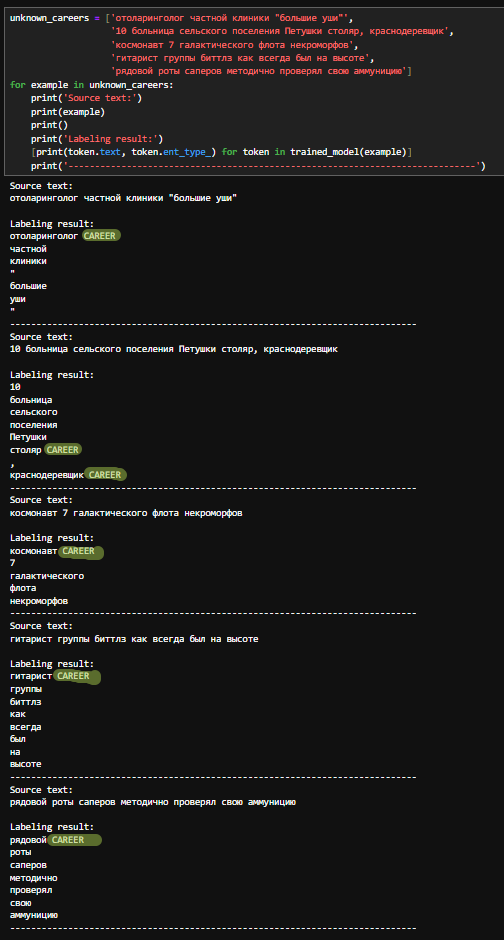 unknown_careers = ['отоларинголог частной клиники "большие уши"',
'10 больница сельского поселения Петушки столяр, краснодеревщик',
'космонавт 7 галактического флота некроморфов',
'гитарист группы биттлз как всегда был на высоте',
'рядовой роты саперов методично проверял свою аммуницию']
for example in unknown_careers:
print('Source text:')
print(example)
print()
print('Labeling result:')
[print(token.text, token.ent_type_) for token in trained_model(example)]
print('------------------------------------------------------------------------------')
Source text:
отоларинголог частной клиники "большие уши"
Labeling result:
отоларинголог CAREER
частной
клиники
"
большие
уши
"
------------------------------------------------------------------------------
Source text:
10 больница сельского поселения Петушки столяр, краснодеревщик
Labeling result:
10
больница
сельского
поселения
Петушки
столяр CAREER
,
краснодеревщик CAREER
------------------------------------------------------------------------------
Source text:
космонавт 7 галактического флота некроморфов
Labeling result:
космонавт CAREER
7
галактического
флота
некроморфов
------------------------------------------------------------------------------
Source text:
гитарист группы биттлз как всегда был на высоте
Labeling result:
гитарист CAREER
группы
биттлз
как
всегда
был
на
высоте
------------------------------------------------------------------------------
Source text:
рядовой роты саперов методично проверял свою аммуницию
Labeling result:
рядовой CAREER
роты
саперов
методично
проверял
свою
аммуницию
------------------------------------------------------------------------------